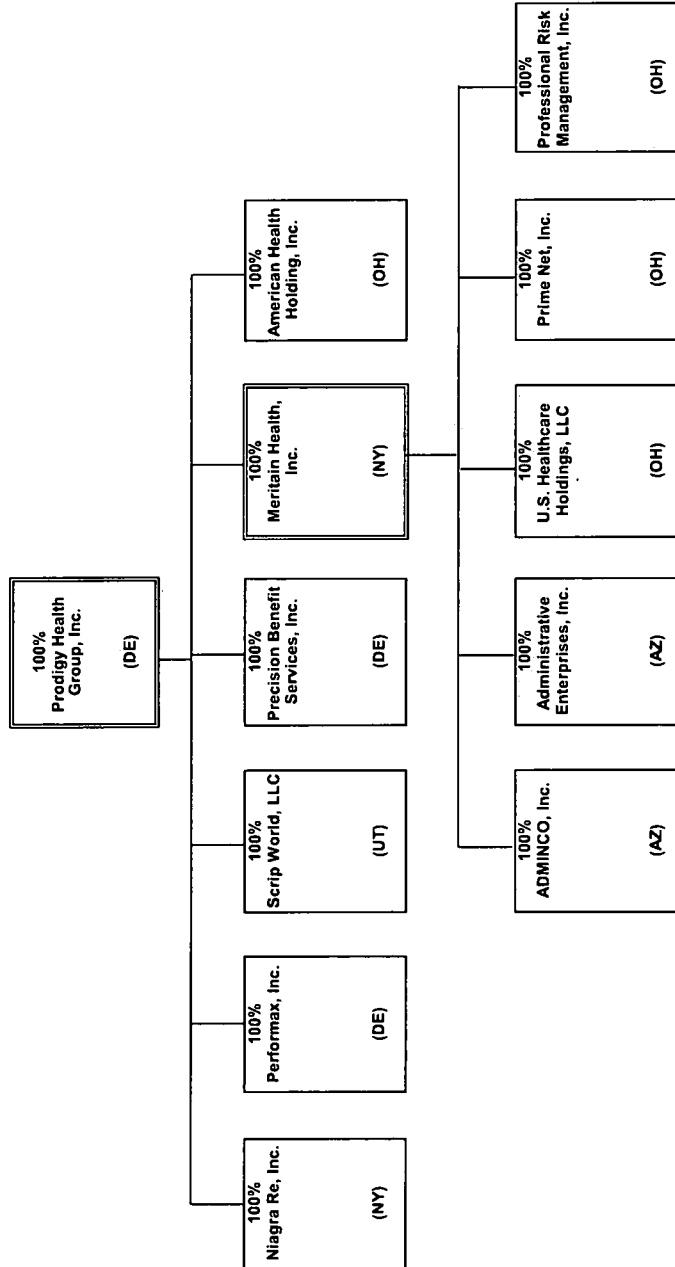 100%
Prodigy Health
Group, Inc.
(DE)
100%
Niagra Re, Inc.
(NY)
100%
Performax, Inc.
(DE)
100%
Scrip World, LLC
(UT)
100%
Precision Benefit
Services, Inc.
(DE)
100%
Meritain Health,
Inc.
(NY)
100%
American Health
Holding, Inc.
(OH)
100%
ADMINCO, Inc.
(AZ)
100%
Administrative
Enterprises, Inc.
(AZ)
100%
U.S. Healthcare
Holdings, LLC
(OH)
100%
Prime Net, Inc.
(OH)
100%
Professional Risk
Management, Inc.
(OH)